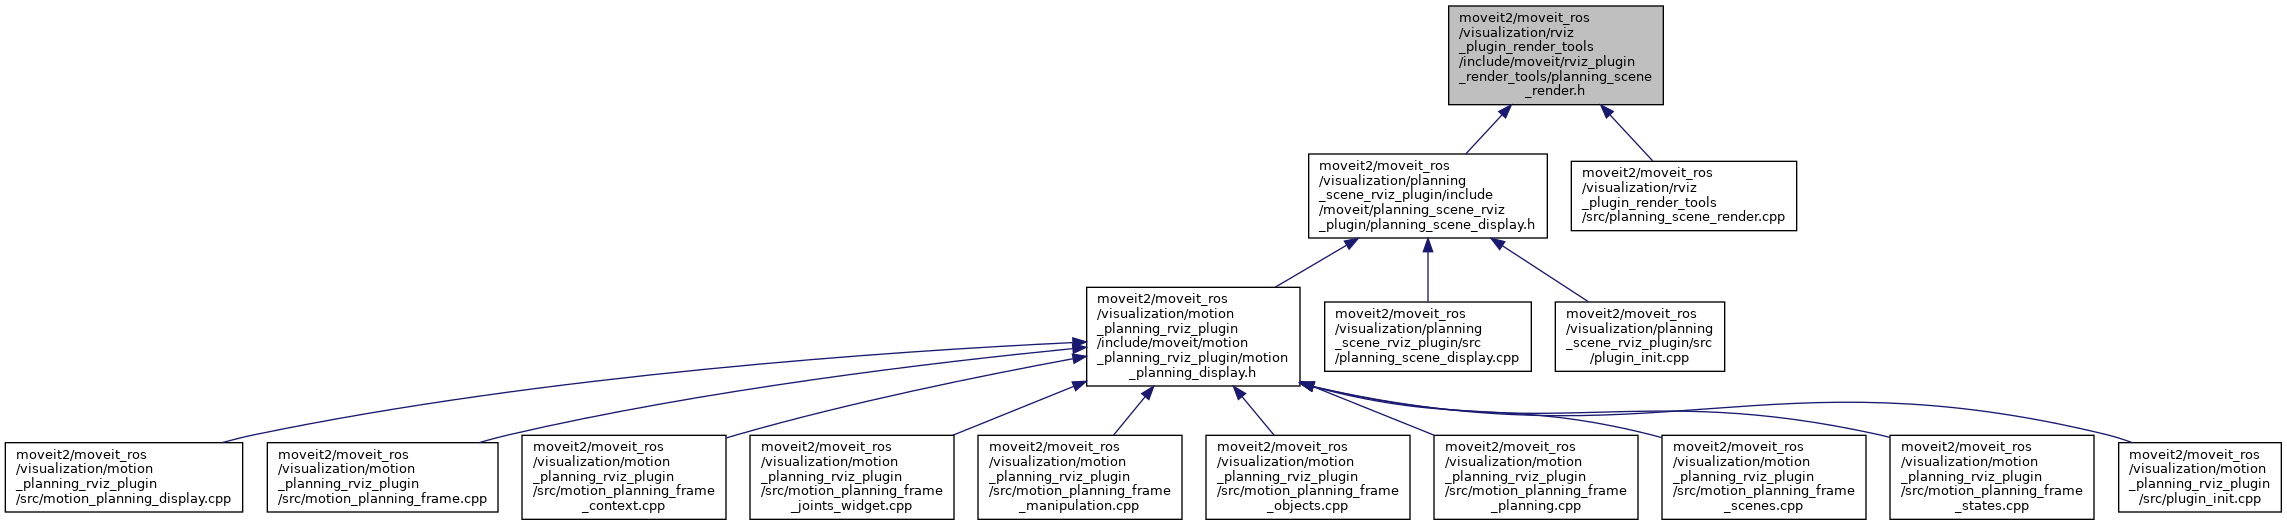 moveit2/moveit_ros
/visualization/rviz
_plugin_render_tools
/include/moveit/rviz_plugin
_render_tools/planning_scene
_render.h
moveit2/moveit_ros
/visualization/planning
_scene_rviz_plugin/include
/moveit/planning_scene_rviz
_plugin/planning_scene_display.h
moveit2/moveit_ros
/visualization/rviz
_plugin_render_tools
/src/planning_scene_render.cpp
moveit2/moveit_ros
/visualization/motion
_planning_rviz_plugin
/include/moveit/motion
_planning_rviz_plugin/motion
_planning_display.h
moveit2/moveit_ros
/visualization/planning
_scene_rviz_plugin/src
/planning_scene_display.cpp
moveit2/moveit_ros
/visualization/planning
_scene_rviz_plugin/src
/plugin_init.cpp
moveit2/moveit_ros
/visualization/motion
_planning_rviz_plugin
/src/motion_planning_display.cpp
moveit2/moveit_ros
/visualization/motion
_planning_rviz_plugin
/src/motion_planning_frame.cpp
moveit2/moveit_ros
/visualization/motion
_planning_rviz_plugin
/src/motion_planning_frame
_context.cpp
moveit2/moveit_ros
/visualization/motion
_planning_rviz_plugin
/src/motion_planning_frame
_joints_widget.cpp
moveit2/moveit_ros
/visualization/motion
_planning_rviz_plugin
/src/motion_planning_frame
_manipulation.cpp
moveit2/moveit_ros
/visualization/motion
_planning_rviz_plugin
/src/motion_planning_frame
_objects.cpp
moveit2/moveit_ros
/visualization/motion
_planning_rviz_plugin
/src/motion_planning_frame
_planning.cpp
moveit2/moveit_ros
/visualization/motion
_planning_rviz_plugin
/src/motion_planning_frame
_scenes.cpp
moveit2/moveit_ros
/visualization/motion
_planning_rviz_plugin
/src/motion_planning_frame
_states.cpp
moveit2/moveit_ros
/visualization/motion
_planning_rviz_plugin
/src/plugin_init.cpp